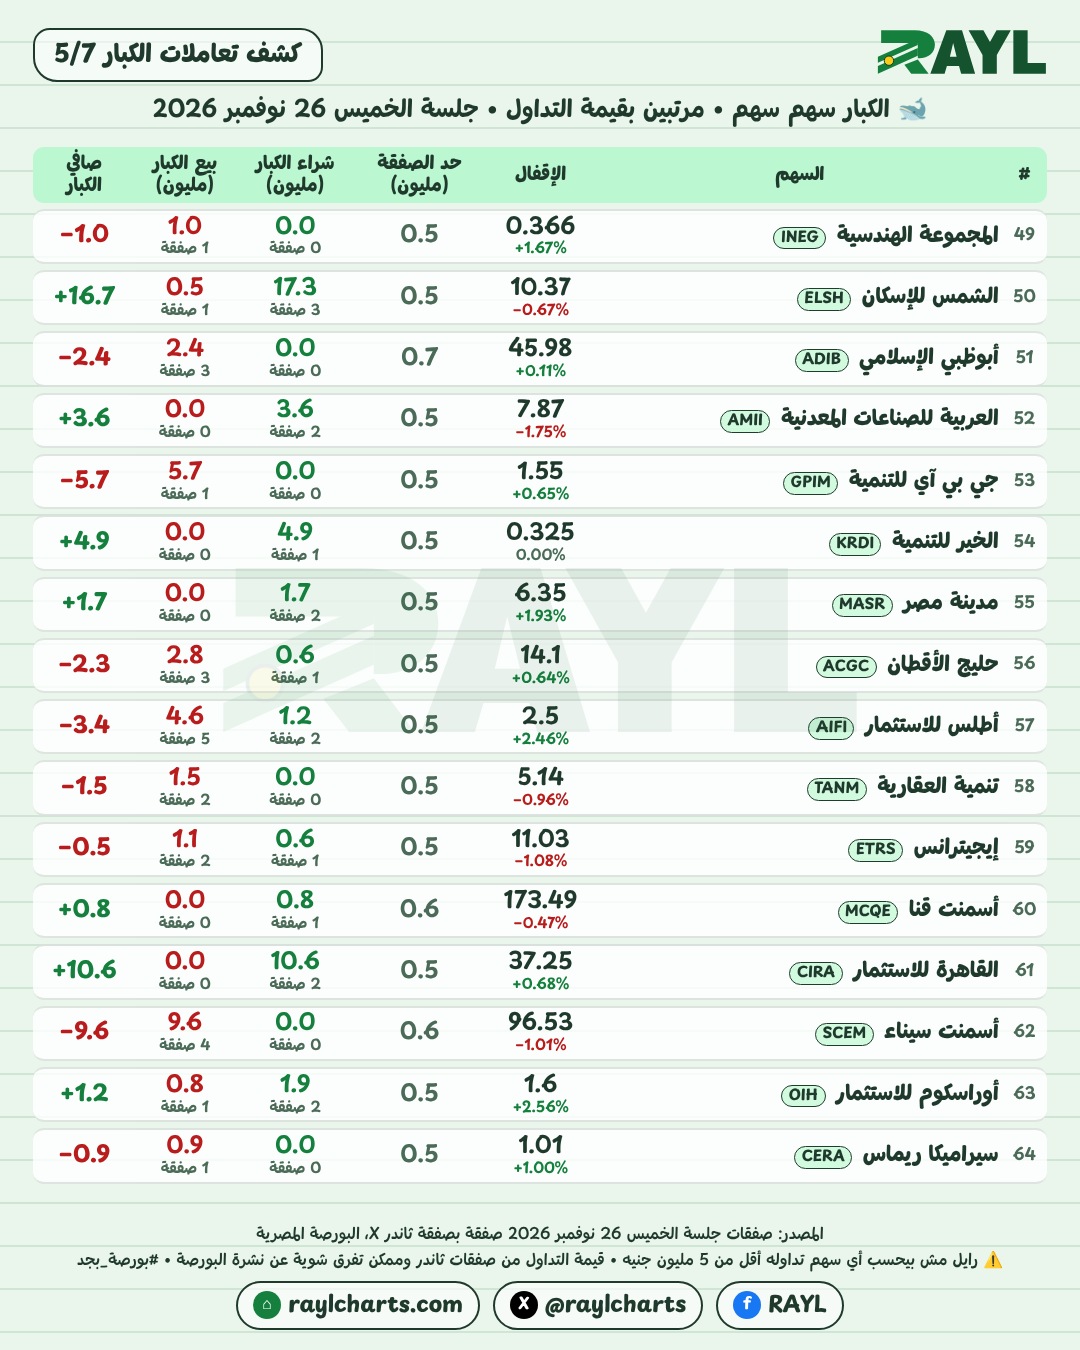 RAYL
كشف تعاملات الكبار 5/7
🐋 الكبار سهم سهم • مرتبين بقيمة التداول • جلسة الخميس 26 نوفمبر 2026
# السهم الإقفال حد الصفقة (مليون) شراء الكبار (مليون) بيع الكبار (مليون) صافي الكبار
49 المجموعة الهندسية INEG 0.366 +1.67% 0.5 0.0 0 صفقة 1.0 1 صفقة −1.0
50 الشمس للإسكان ELSH 10.37 −0.67% 0.5 17.3 3 صفقة 0.5 1 صفقة +16.7
51 أبوظبي الإسلامي ADIB 45.98 +0.11% 0.7 0.0 0 صفقة 2.4 3 صفقة −2.4
52 العربية للصناعات المعدنية AMII 7.87 −1.75% 0.5 3.6 2 صفقة 0.0 0 صفقة +3.6
53 جي بي آي للتنمية GPIM 1.55 +0.65% 0.5 0.0 0 صفقة 5.7 1 صفقة −5.7
54 الخير للتنمية KRDI 0.325 0.00% 0.5 4.9 1 صفقة 0.0 0 صفقة +4.9
55 مدينة مصر MASR 6.35 +1.93% 0.5 1.7 2 صفقة 0.0 0 صفقة +1.7
56 حليج الأقطان ACGC 14.1 +0.64% 0.5 0.6 1 صفقة 2.8 3 صفقة −2.3
57 أطلس للاستثمار AIFI 2.5 +2.46% 0.5 1.2 2 صفقة 4.6 5 صفقة −3.4
58 تنمية العقارية TANM 5.14 −0.96% 0.5 0.0 0 صفقة 1.5 2 صفقة −1.5
59 إيجيترانس ETRS 11.03 −1.08% 0.5 0.6 1 صفقة 1.1 2 صفقة −0.5
60 أسمنت قنا MCQE 173.49 −0.47% 0.6 0.8 1 صفقة 0.0 0 صفقة +0.8
61 القاهرة للاستثمار CIRA 37.25 +0.68% 0.5 10.6 2 صفقة 0.0 0 صفقة +10.6
62 أسمنت سيناء SCEM 96.53 −1.01% 0.6 0.0 0 صفقة 9.6 4 صفقة −9.6
63 أوراسكوم للاستثمار OIH 1.6 +2.56% 0.5 1.9 2 صفقة 0.8 1 صفقة +1.2
64 سيراميكا ريماس CERA 1.01 +1.00% 0.5 0.0 0 صفقة 0.9 1 صفقة −0.9
RAYL
المصدر: صفقات جلسة الخميس 26 نوفمبر 2026 صفقة بصفقة ثاندر X، البورصة المصرية
⚠️ رايل مش بيحسب أي سهم تداوله أقل من 5 مليون جنيه • قيمة التداول من صفقات ثاندر وممكن تفرق شوية عن نشرة البورصة • #بورصة_بجد
raylcharts.com X @raylcharts f RAYL